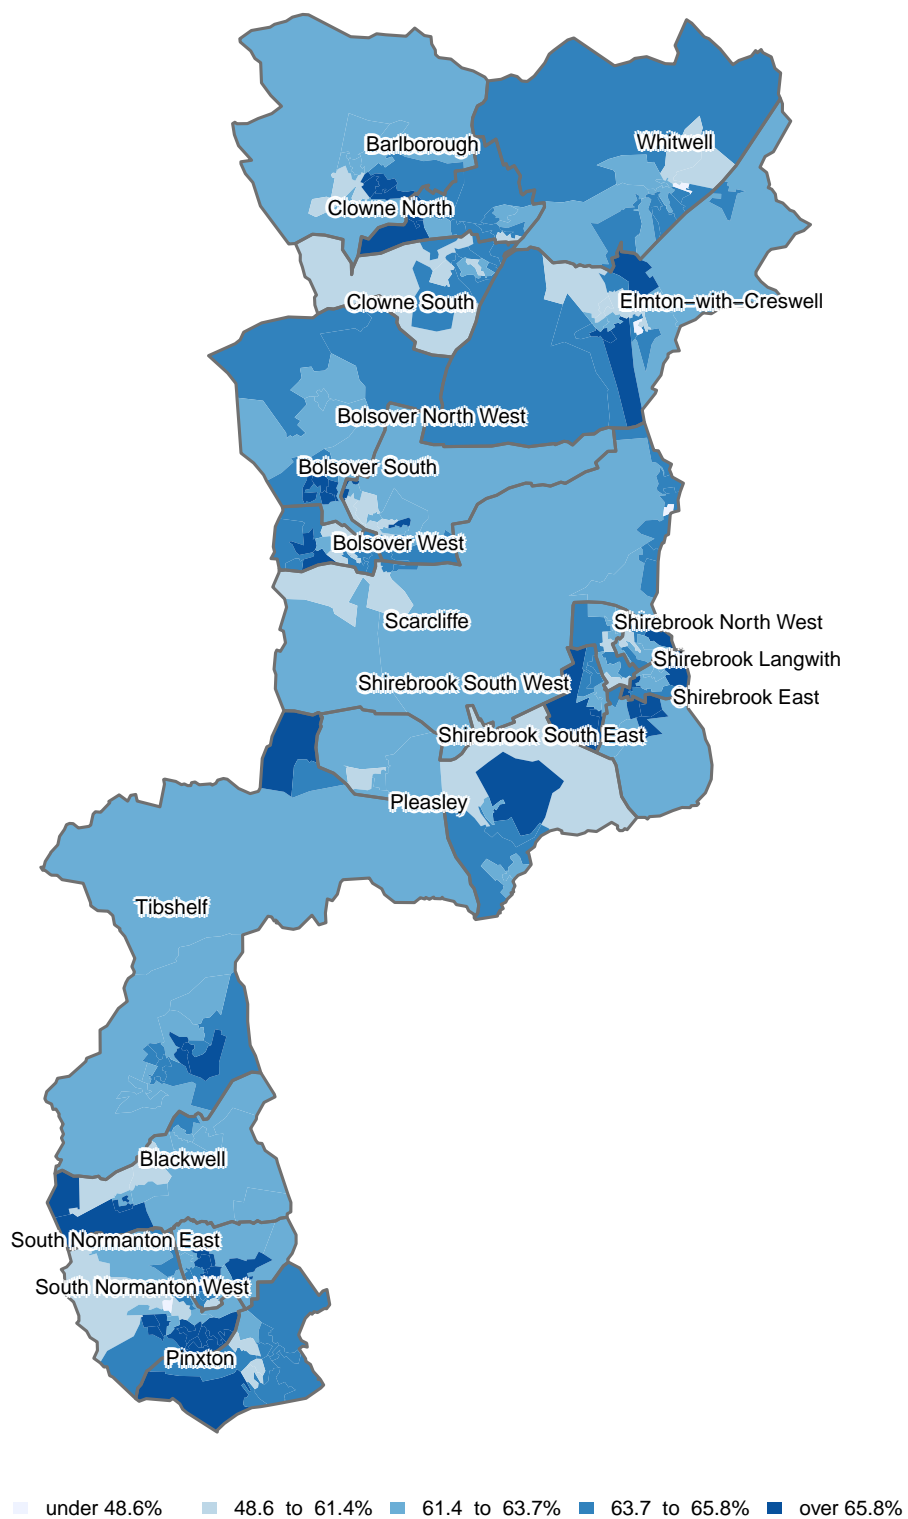 Barlborough
Whitwell
Clowne North
Clowne South
Elmton−with−Creswell
Bolsover North West
Bolsover South
Bolsover West
Scarcliffe
Shirebrook North West
Shirebrook Langwith
Shirebrook South West
Shirebrook East
Shirebrook South East
Pleasley
Tibshelf
Blackwell
South Normanton East
South Normanton West
Pinxton
under 48.6% 48.6 to 61.4% 61.4 to 63.7% 63.7 to 65.8% over 65.8%